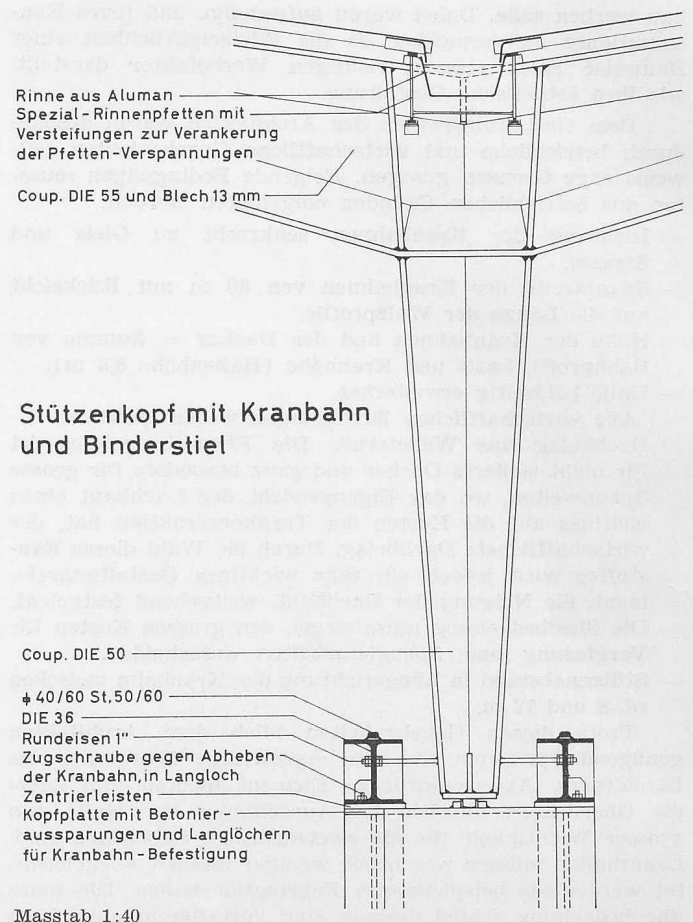 Rinne aus Aluman
Spezial-Rinnenpfetten mit
Versteifungen zur Verankerung
der Pfetten-Verspannungen
Coup. DIE 55 und Blech 13 mm
Stützenkopf mit Kranbahn
und Binderstiel
Coup. DIE 50
ϕ 40/60 St. 50/60
DIE 36
Rundeisen 1"
Zugschraube gegen Abheben
der Kranbahn, in Langloch
Zentrierleisten
Kopfplatte mit Betonier-
aussparungen und Langlöchern
für Kranbahn-Befestigung
Masstab 1:40